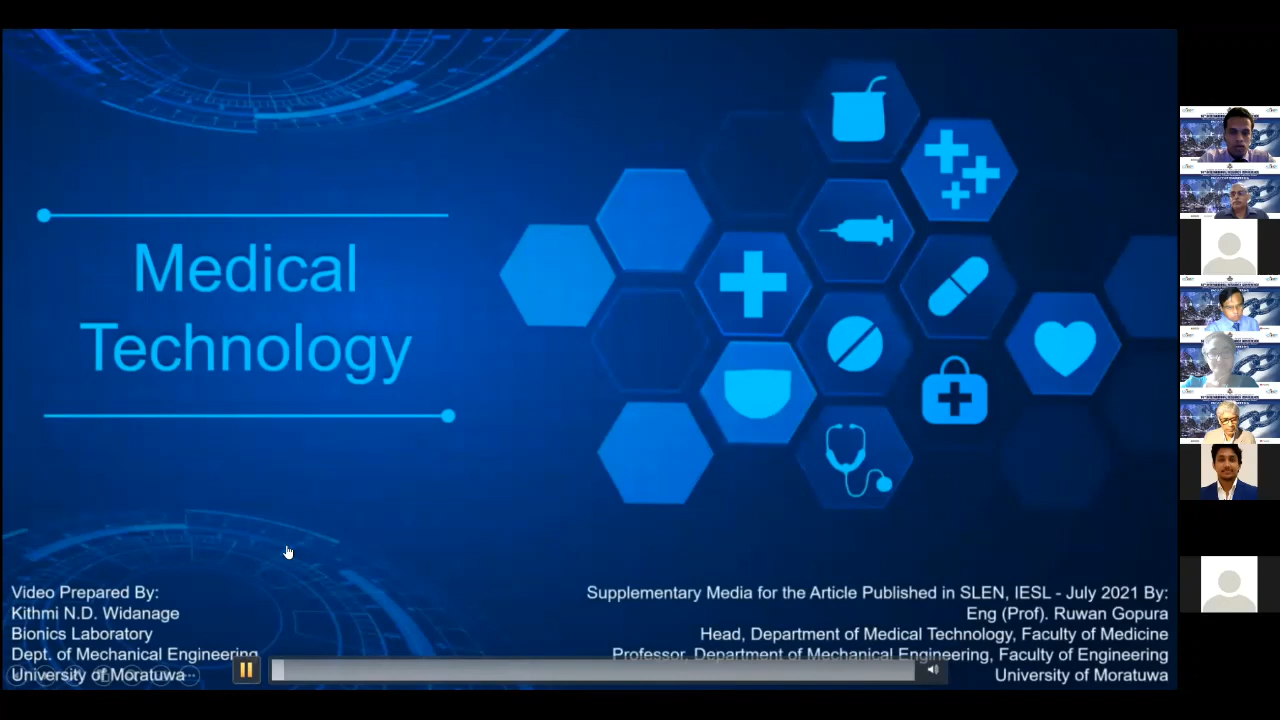 Medical
Technology
Video Prepared By:
Kithmi N.D. Widanage
Bionics Laboratory
Dept. of Mechanical Engineering
University of Moratuwa
Supplementary Media for the Article Published in SLEN, IESL - July 2021 By:
Eng (Prof). Ruwan Gopura
Head, Department of Medical Technology, Faculty of Medicine
Professor, Department of Mechanical Engineering, Faculty of Engineering
University of Moratuwa